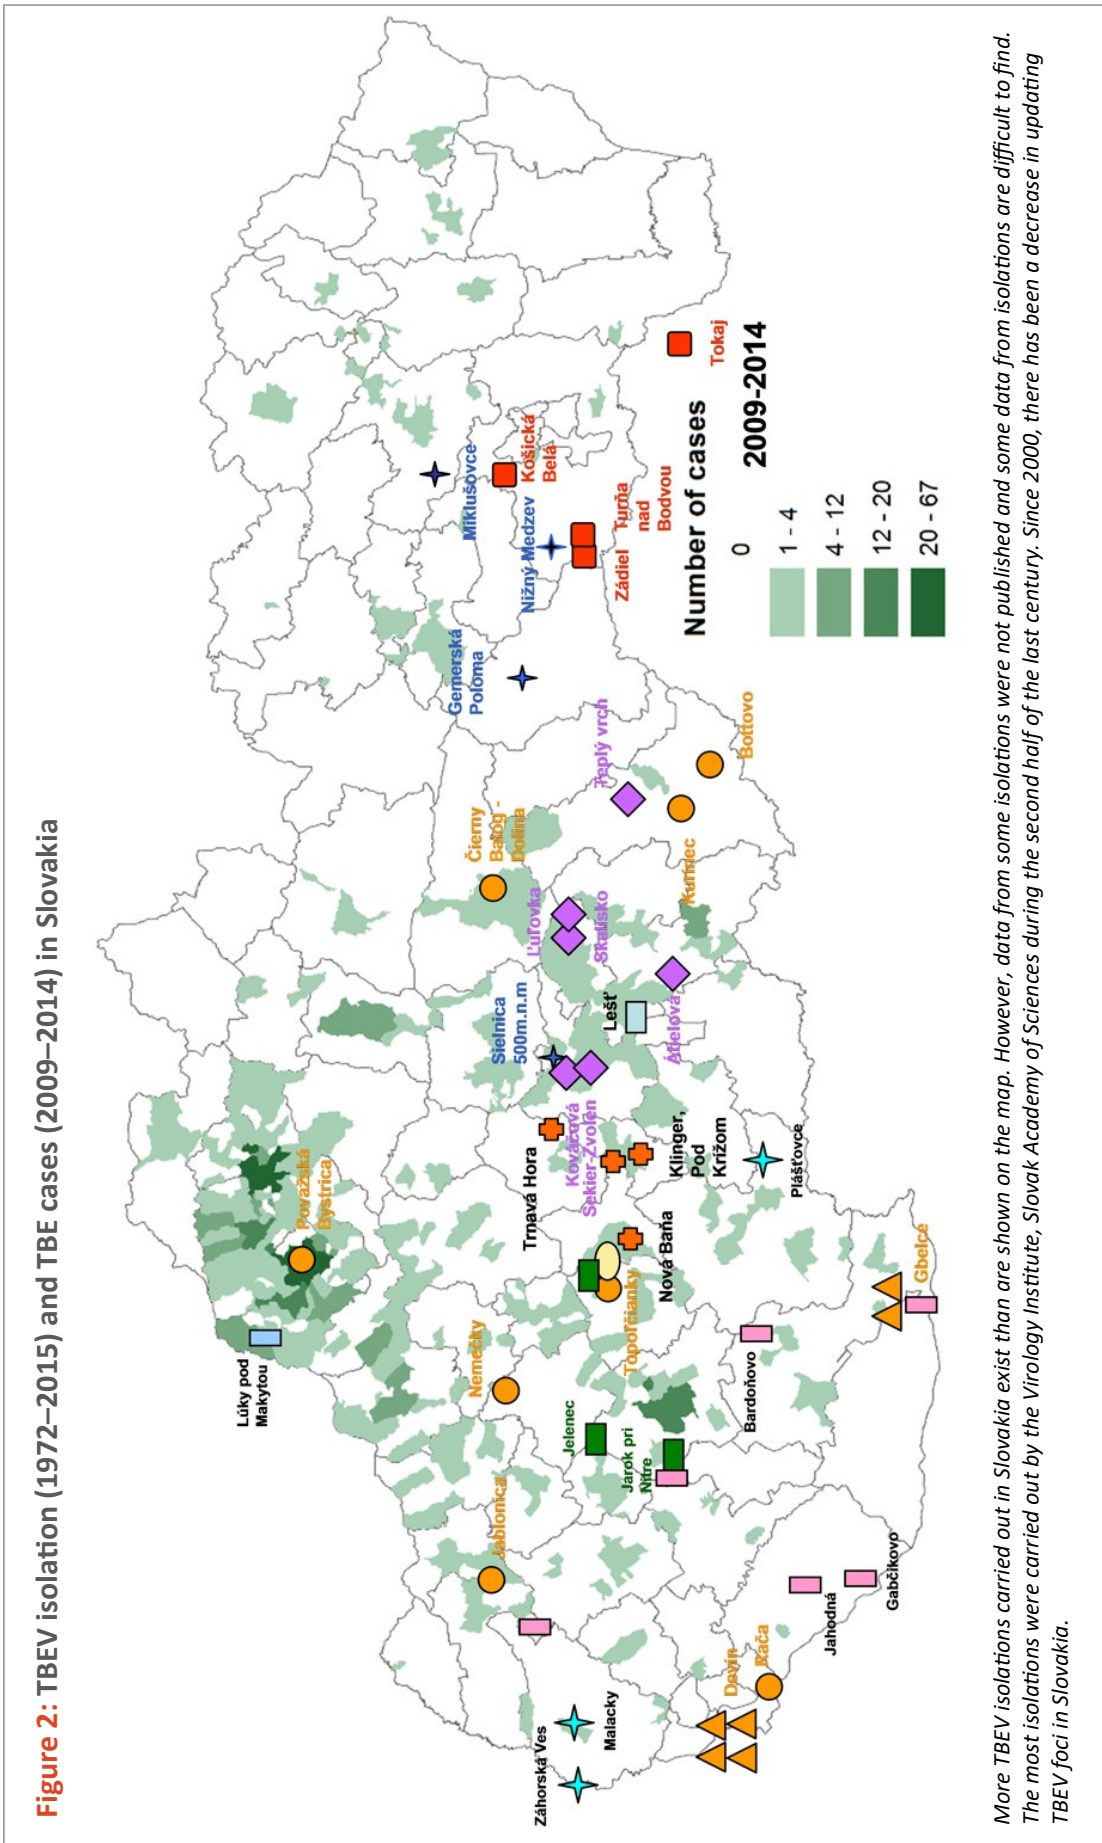 Figure 2: TBEV isolation (1972–2015) and TBE cases (2009–2014) in Slovakia
Lúky pod
Makytou
Považská
Bystrica
Záhorská Ves
Malacky
Jablonica
Nemečky
Trnavá Hora
Sielnica
500m.n.m
Ľuľovka
Čierny
Balog -
Dolina
Gemerská
Poloma
Nižný Medzev
Miklušovce
Košická
Belá
Jelenec
Jarok pri
Nitre
Topoľčianky
Nová Baňa
Kováčová
Sekier-Zvolen
Klinger,
Pod
Križom
Lešť
Skalisko
Teplý vrch
Zádiel
Turňa
nad
Bodvou
Tokaj
Devín
Rača
Jahodná
Gabčíkovo
Bardoňovo
Plášťovce
Átielová
Kurinec
Bottovo
Gbelce
Number of cases
2009-2014
0
1 - 4
4 - 12
12 - 20
20 - 67
More TBEV isolations carried out in Slovakia exist than are shown on the map. However, data from some isolations were not published and some data from isolations are difficult to find.
The most isolations were carried out by the Virology Institute, Slovak Academy of Sciences during the second half of the last century. Since 2000, there has been a decrease in updating
TBEV foci in Slovakia.